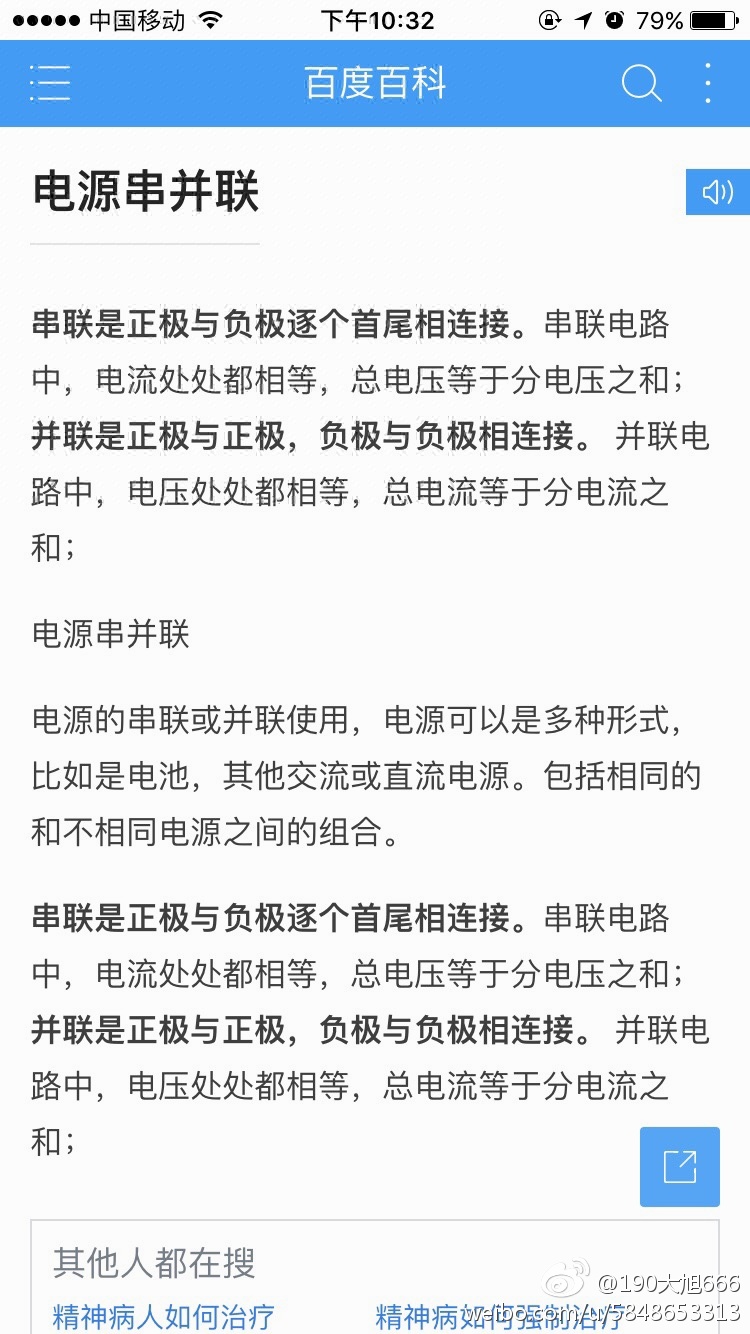 中国移动 下午10:32 79%
百度百科
电源串并联
串联是正极与负极逐个首尾相连接。串联电路
中，电流处处都相等，总电压等于分电压之和；
并联是正极与正极，负极与负极相连接。 并联电
路中，电压处处都相等，总电流等于分电流之
和；
电源串并联
电源的串联或并联使用，电源可以是多种形式，
比如是电池，其他交流或直流电源。包括相同的
和不相同电源之间的组合。
串联是正极与负极逐个首尾相连接。串联电路
中，电流处处都相等，总电压等于分电压之和；
并联是正极与正极，负极与负极相连接。 并联电
路中，电压处处都相等，总电流等于分电流之
和；
其他人都在搜
精神病人如何治疗 精神病如何强制治疗
@190大旭666
weibo.com/u/5848653313